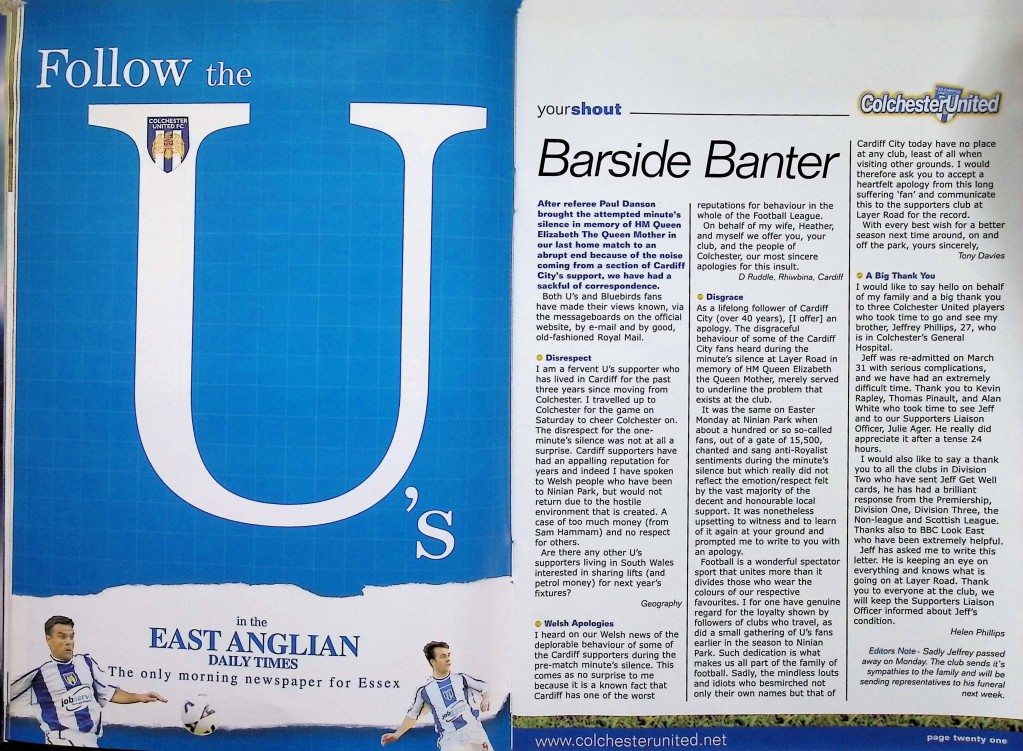 Follow the
U
COLCHESTER
UNITED FC
's
in the
EAST ANGLIAN
DAILY TIMES
The only morning newspaper for Essex
jobserve
yourshout
ColchesterUnited
Barside Banter
After referee Paul Danson
brought the attempted minute's
silence in memory of HM Queen
Elizabeth The Queen Mother in
our last home match to an
abrupt end because of the noise
coming from a section of Cardiff
City's support, we have had a
sackful of correspondence.
Both U's and Bluebirds fans
have made their views known, via
the messageboards on the official
website, by e-mail and by good,
old-fashioned Royal Mail.
Disrespect
I am a fervent U's supporter who
has lived in Cardiff for the past
three years since moving from
Colchester. I travelled up to
Colchester for the game on
Saturday to cheer Colchester on.
The disrespect for the one-
minute's silence was not at all a
surprise. Cardiff supporters have
had an appalling reputation for
years and indeed I have spoken
to Welsh people who have been
to Ninian Park, but would not
return due to the hostile
environment that is created. A
case of too much money (from
Sam Hammam) and no respect
for others.
Are there any other U's
supporters living in South Wales
interested in sharing lifts (and
petrol money) for next year's
fixtures?
Geography
Welsh Apologies
I heard on our Welsh news of the
deplorable behaviour of some of
the Cardiff supporters during the
pre-match minute's silence. This
comes as no surprise to me
because it is a known fact that
Cardiff has one of the worst
reputations for behaviour in the
whole of the Football League.
On behalf of my wife, Heather,
and myself we offer you, your
club, and the people of
Colchester, our most sincere
apologies for this insult.
D Ruddle, Rhiwbina, Cardiff
Disgrace
As a lifelong follower of Cardiff
City (over 40 years), [I offer] an
apology. The disgraceful
behaviour of some of the Cardiff
City fans heard during the
minute's silence at Layer Road in
memory of HM Queen Elizabeth
the Queen Mother, merely served
to underline the problem that
exists at the club.
It was the same on Easter
Monday at Ninian Park when
about a hundred or so so-called
fans, out of a gate of 15,500,
chanted and sang anti-Royalist
sentiments during the minute's
silence but which really did not
reflect the emotion/respect felt
by the vast majority of the
decent and honourable local
support. It was nonetheless
upsetting to witness and to learn
of it again at your ground and
prompted me to write to you with
an apology.
Football is a wonderful spectator
sport that unites more than it
divides those who wear the
colours of our respective
favourites. I for one have genuine
regard for the loyalty shown by
followers of clubs who travel, as
did a small gathering of U's fans
earlier in the season to Ninian
Park. Such dedication is what
makes us all part of the family of
football. Sadly, the mindless louts
and idiots who besmirched not
only their own names but that of
Cardiff City today have no place
at any club, least of all when
visiting other grounds. I would
therefore ask you to accept a
heartfelt apology from this long
suffering 'fan' and communicate
this to the supporters club at
Layer Road for the record.
With every best wish for a better
season next time around, on and
off the park, yours sincerely,
Tony Davies
A Big Thank You
I would like to say hello on behalf
of my family and a big thank you
to three Colchester United players
who took time to go and see my
brother, Jeffrey Phillips, 27, who
is in Colchester's General
Hospital.
Jeff was re-admitted on March
31 with serious complications,
and we have had an extremely
difficult time. Thank you to Kevin
Rapley, Thomas Pinault, and Alan
White who took time to see Jeff
and to our Supporters Liaison
Officer, Julie Ager. He really did
appreciate it after a tense 24
hours.
I would also like to say a thank
you to all the clubs in Division
Two who have sent Jeff Get Well
cards, he has had a brilliant
response from the Premiership,
Division One, Division Three, the
Non-league and Scottish League.
Thanks also to BBC Look East
who have been extremely helpful.
Jeff has asked me to write this
letter. He is keeping an eye on
everything and knows what is
going on at Layer Road. Thank
you to everyone at the club, we
will keep the Supporters Liaison
Officer informed about Jeff's
condition.
Helen Phillips
Editors Note - Sadly Jeffrey passed
away on Monday. The club sends it's
sympathies to the family and will be
sending representatives to his funeral
next week.
www.colchesterunited.net
page twenty one